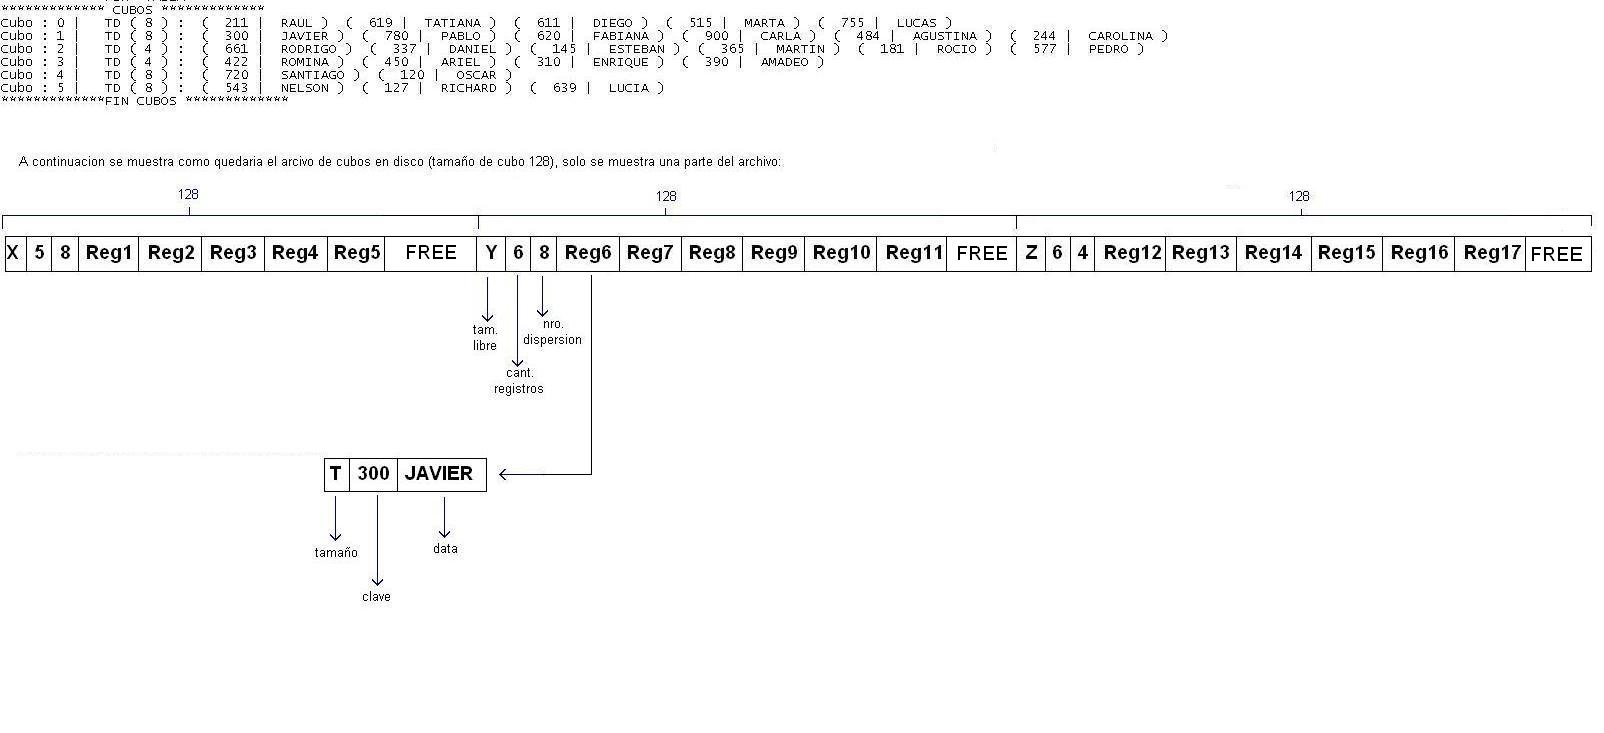 ************* CUBOS *************
Cubo : 0 | TD ( 8 ) : ( 211 | RAUL ) ( 619 | TATIANA ) ( 611 | DIEGO ) ( 515 | MARTA ) ( 755 | LUCAS )
Cubo : 1 | TD ( 8 ) : ( 300 | JAVIER ) ( 780 | PABLO ) ( 620 | FABIANA ) ( 900 | CARLA ) ( 484 | AGUSTINA ) ( 244 | CAROLINA )
Cubo : 2 | TD ( 4 ) : ( 661 | RODRIGO ) ( 337 | DANIEL ) ( 145 | ESTEBAN ) ( 365 | MARTIN ) ( 181 | ROCIO ) ( 577 | PEDRO )
Cubo : 3 | TD ( 4 ) : ( 422 | ROMINA ) ( 450 | ARIEL ) ( 310 | ENRIQUE ) ( 390 | AMADEO )
Cubo : 4 | TD ( 8 ) : ( 720 | SANTIAGO ) ( 120 | OSCAR )
Cubo : 5 | TD ( 8 ) : ( 543 | NELSON ) ( 127 | RICHARD ) ( 639 | LUCIA )
*************FIN CUBOS *************
A continuacion se muestra como quedaria el arcivo de cubos en disco (tamaño de cubo 128), solo se muestra una parte del archivo:
128 128 128
X 5 8 Reg1 Reg2 Reg3 Reg4 Reg5 FREE Y 6 8 Reg6 Reg7 Reg8 Reg9 Reg10 Reg11 FREE Z 6 4 Reg12 Reg13 Reg14 Reg15 Reg16 Reg17 FREE
tam.
libre
nro.
dispersion
cant.
registros
T 300 JAVIER
tamaño
data
clave